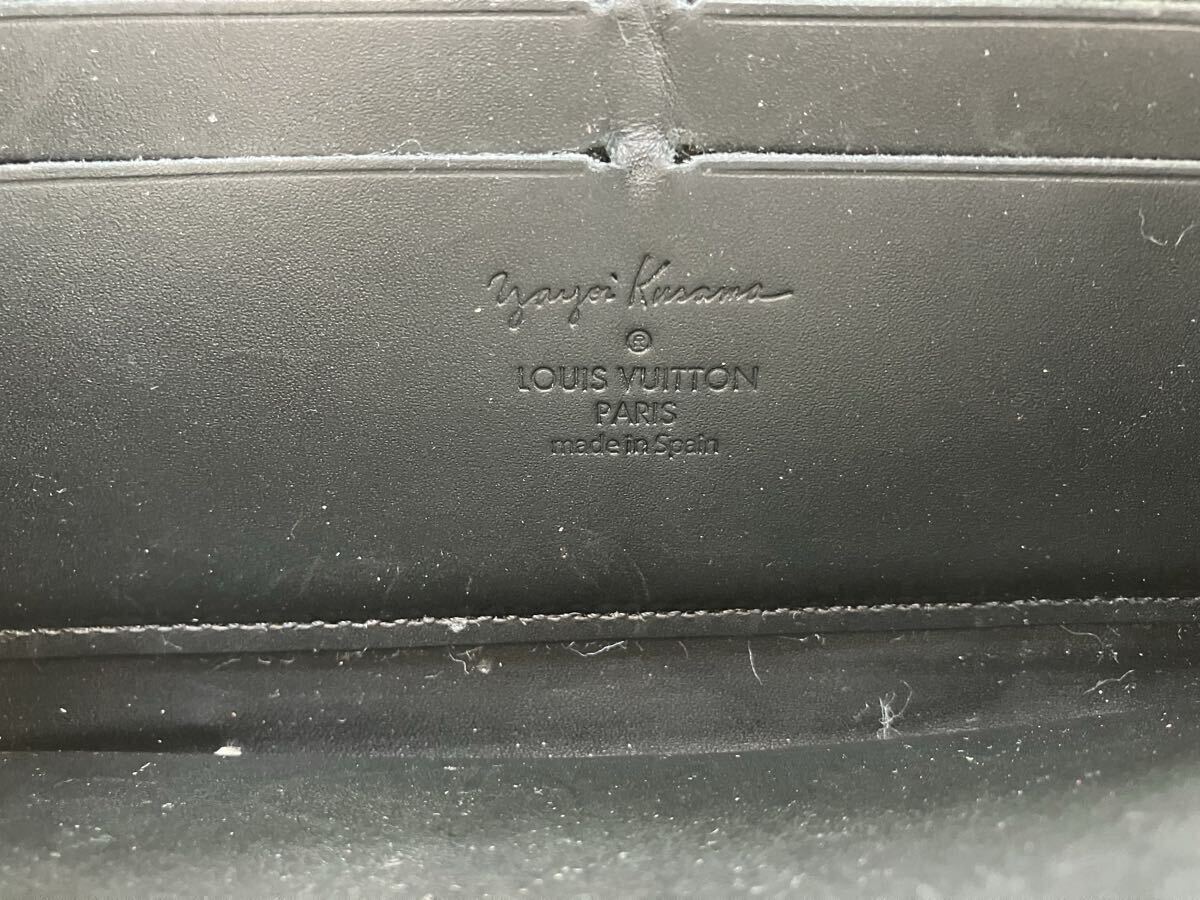 Yayoi Kusama
®
LOUIS VUITTON
PARIS
made in Spain